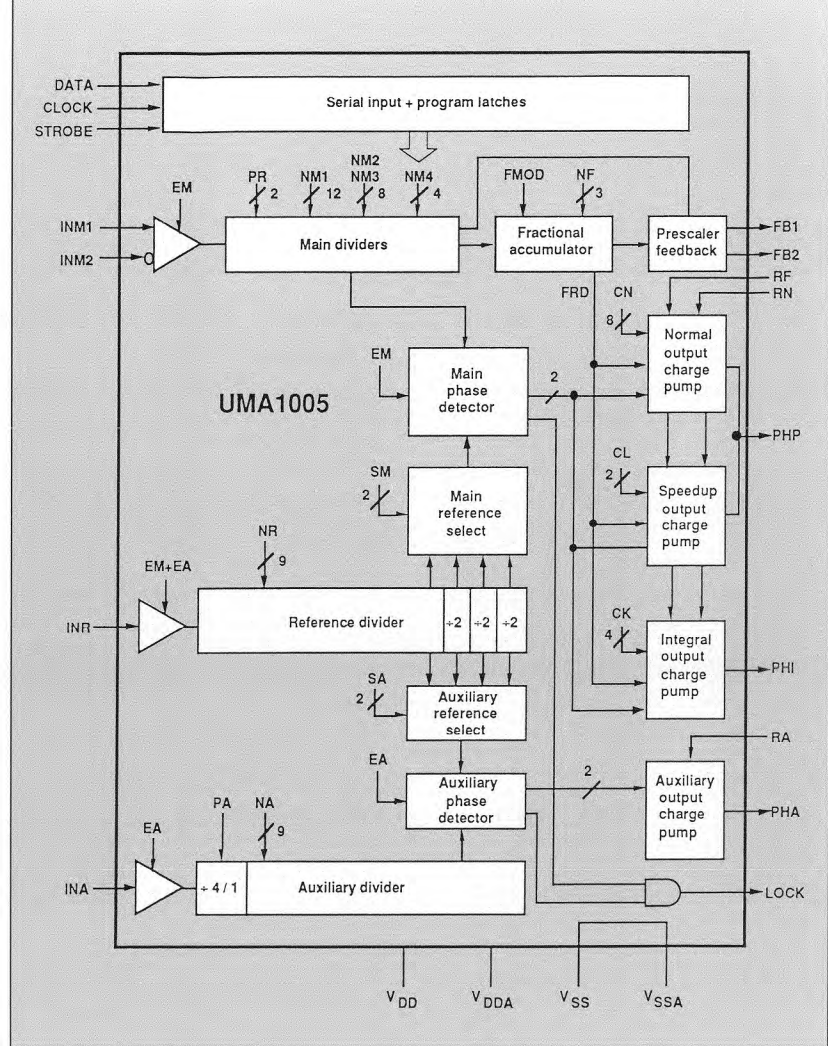 DATA
CLOCK
STROBE
Serial input + program latches
EM
PR
2
NM1
12
NM2
NM3
8
NM4
4
FMOD
NF
3
INM1
INM2
Main dividers
Fractional
accumulator
Prescaler
feedback
FB1
FB2
RF
RN
FRD
CN
8
Normal
output
charge
pump
EM
Main
phase
detector
2
UMA1005
PHP
CL
2
Speedup
output
charge
pump
SM
2
Main
reference
select
NR
9
EM+EA
INR
Reference divider
÷2
÷2
÷2
CK
4
Integral
output
charge
pump
PHI
SA
2
Auxiliary
reference
select
RA
EA
Auxiliary
phase
detector
2
Auxiliary
output
charge
pump
PHA
PA
NA
9
EA
INA
÷ 4 / 1
Auxiliary divider
LOCK
VDD
VDDA
VSS
VSSA